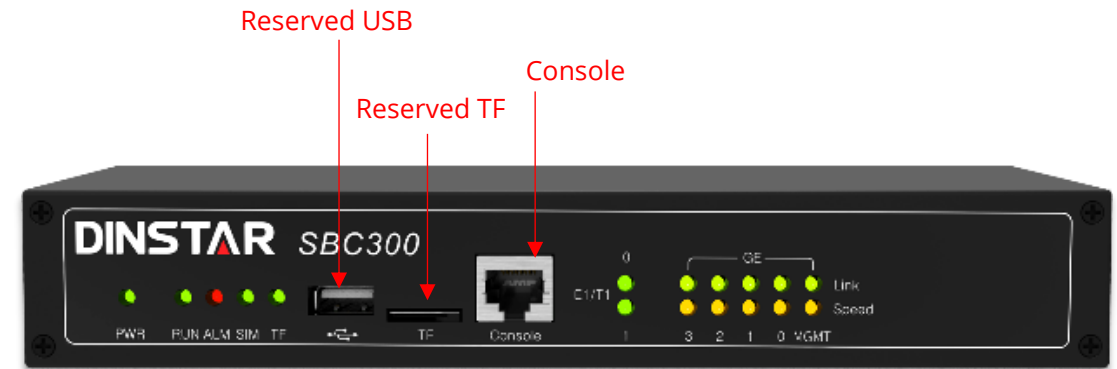 Reserved USB
Console
Reserved TF
DINSTAR SBC300
0
GE
E1/T1
Link
Speed
PWR RUN ALM SIM TF
TF
Console
1
3 2 1 0 MGMT